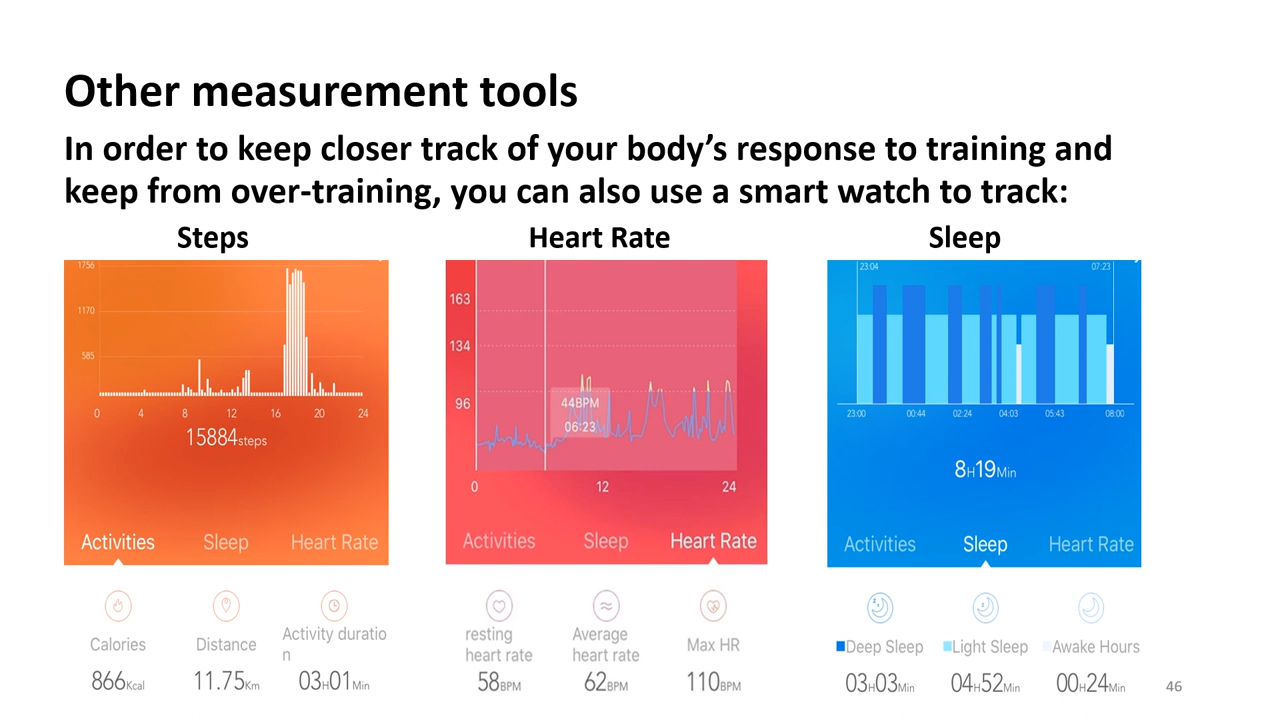 Other measurement tools
In order to keep closer track of your body’s response to training and
keep from over-training, you can also use a smart watch to track:
Steps
1756
1170
585
0 4 8 12 16 20 24
15884steps
Activities Sleep Heart Rate
Calories Distance Activity duratio
n
866Kcal 11.75Km 03H01Min
Heart Rate
163
134
96
44BPM
06:23
0 12 24
Activities Sleep Heart Rate
resting
heart rate
Average
heart rate
Max HR
58BPM 62BPM 110BPM
Sleep
23:04 07:23
23:00 00:44 02:24 04:03 05:43 08:00
8H19Min
Activities Sleep Heart Rate
Deep Sleep Light Sleep Awake Hours
03H03Min 04H52Min 00H24Min
46